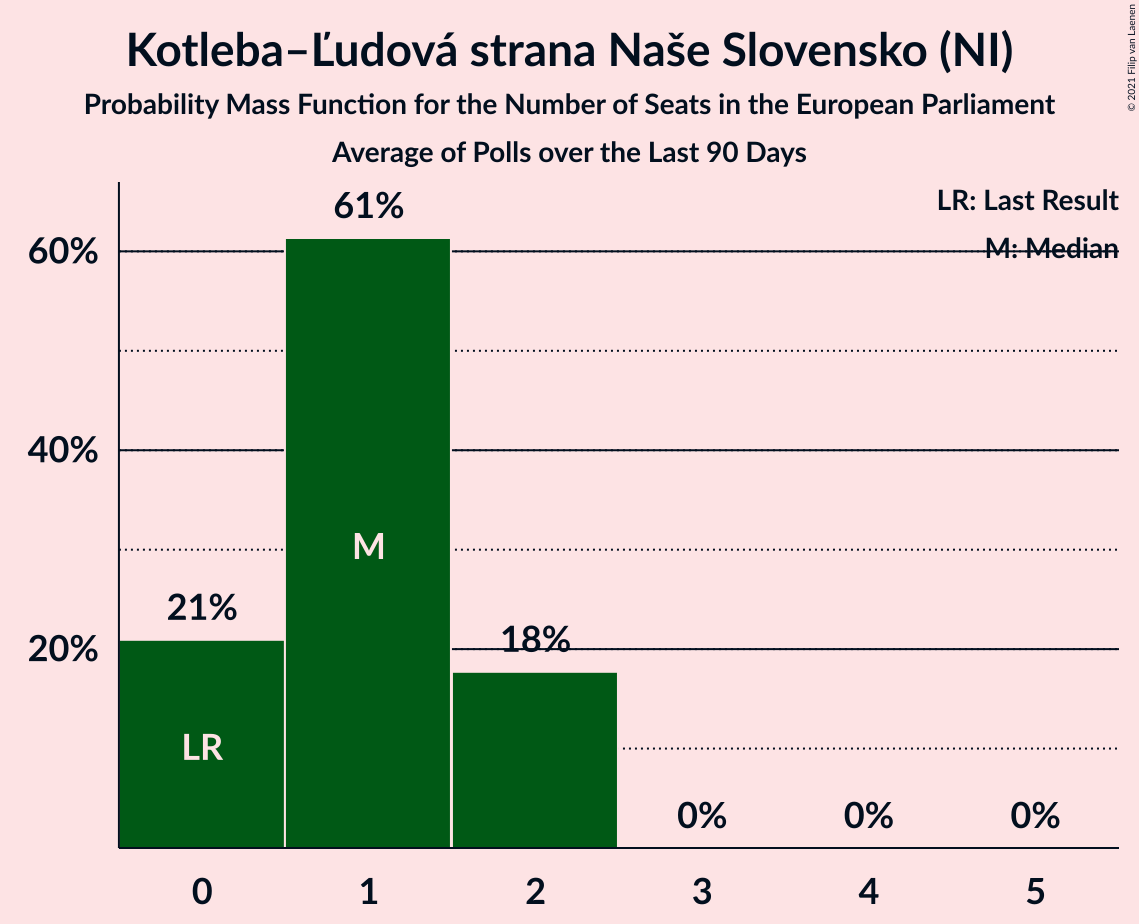 Kotleba–Ľudová strana Naše Slovensko (NI)
Probability Mass Function for the Number of Seats in the European Parliament
Average of Polls over the Last 90 Days
© 2021 Filip van Laenen
LR: Last Result
M: Median
61%
60%
40%
M
21%
18%
20%
LR
0% 0% 0%
0 1 2 3 4 5